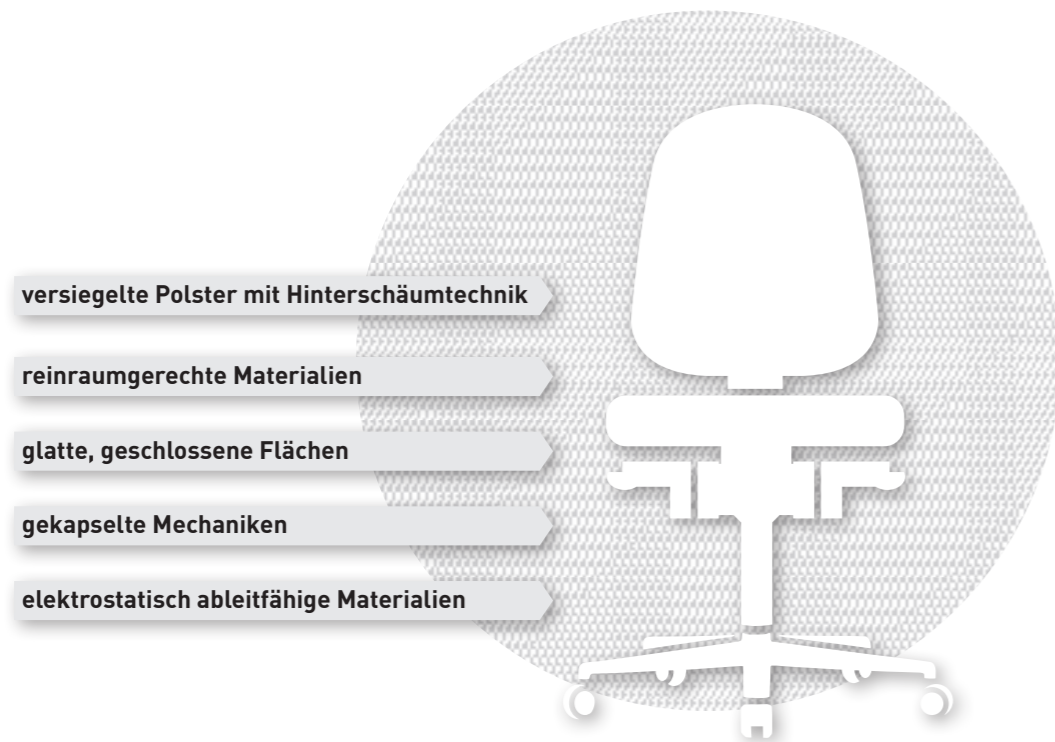 versiegelte Polster mit Hinterschäumtechnik
reinraumgerechte Materialien
glatte, geschlossene Flächen
gekapselte Mechaniken
elektrostatisch ableitfähige Materialien